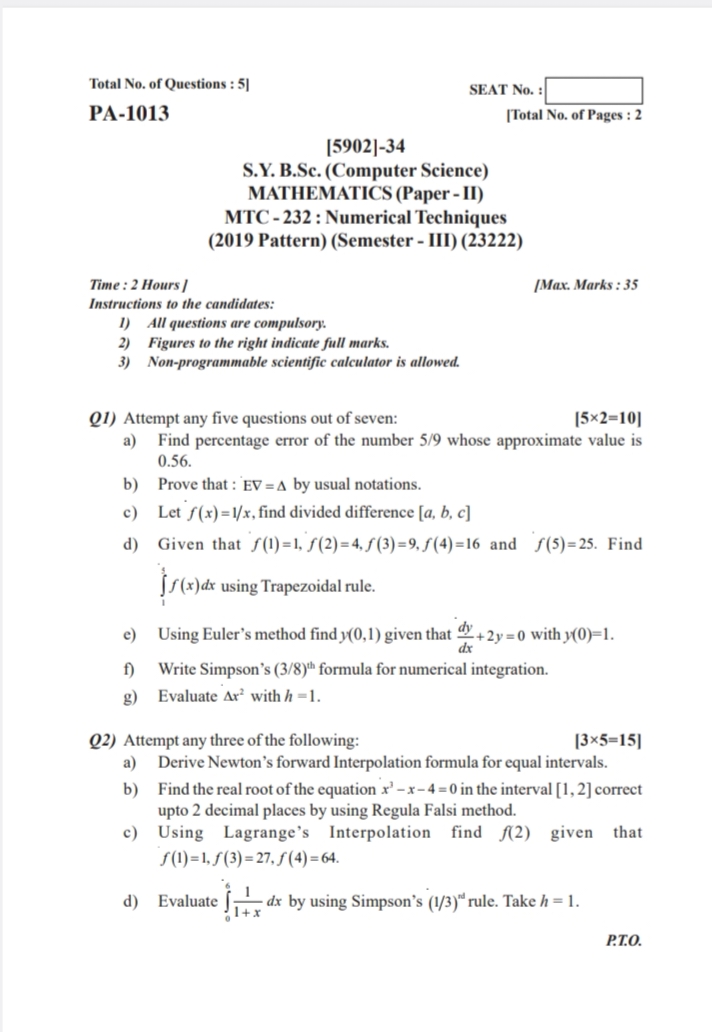 Total No. of Questions : 5]
SEAT No. :
PA-1013
[Total No. of Pages : 2
[5902]-34
S.Y. B.Sc. (Computer Science)
MATHEMATICS (Paper - II)
MTC - 232 : Numerical Techniques
(2019 Pattern) (Semester - III) (23222)
Time : 2 Hours ]
[Max. Marks : 35
Instructions to the candidates:
1) All questions are compulsory.
2) Figures to the right indicate full marks.
3) Non-programmable scientific calculator is allowed.
Q1) Attempt any five questions out of seven: [5×2=10]
a) Find percentage error of the number 5/9 whose approximate value is
0.56.
b) Prove that : E∇ = Δ by usual notations.
c) Let f(x)=1/x, find divided difference [a, b, c]
d) Given that f(1)=1, f(2)=4, f(3)=9, f(4)=16 and f(5)=25. Find
∫₁⁵ f(x)dx using Trapezoidal rule.
e) Using Euler's method find y(0,1) given that dy/dx + 2y = 0 with y(0)=1.
f) Write Simpson's (3/8)ᵗʰ formula for numerical integration.
g) Evaluate Δx² with h =1.
Q2) Attempt any three of the following: [3×5=15]
a) Derive Newton's forward Interpolation formula for equal intervals.
b) Find the real root of the equation x³ – x – 4 = 0 in the interval [1, 2] correct
upto 2 decimal places by using Regula Falsi method.
c) Using Lagrange's Interpolation find f(2) given that
f(1)=1, f(3)=27, f(4)=64.
d) Evaluate ∫₀⁶ 1/(1+x) dx by using Simpson's (1/3)ʳᵈ rule. Take h = 1.
P.T.O.